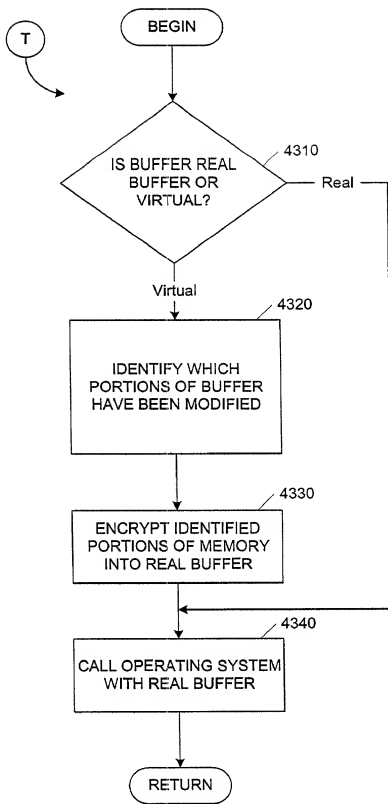 BEGIN
T
4310
IS BUFFER REAL
BUFFER OR
VIRTUAL?
Real
Virtual
4320
IDENTIFY WHICH
PORTIONS OF BUFFER
HAVE BEEN MODIFIED
4330
ENCRYPT IDENTIFIED
PORTIONS OF MEMORY
INTO REAL BUFFER
4340
CALL OPERATING SYSTEM
WITH REAL BUFFER
RETURN